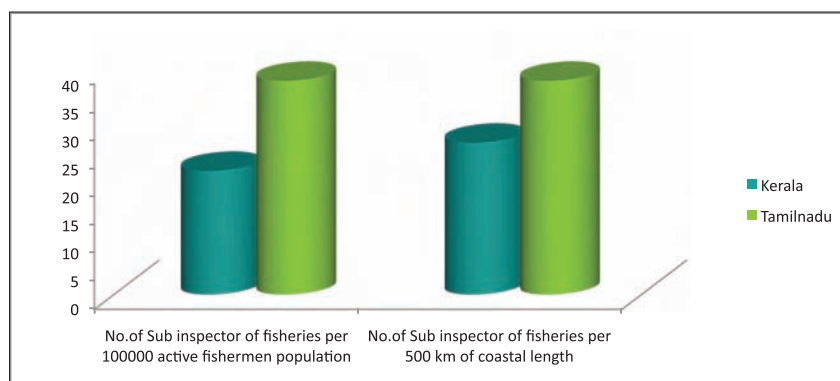 40
35
30
25
20
15
10
5
0
No.of Sub inspector of fisheries per
100000 active fishermen population
No.of Sub inspector of fisheries per
500 km of coastal length
Kerala
Tamilnadu